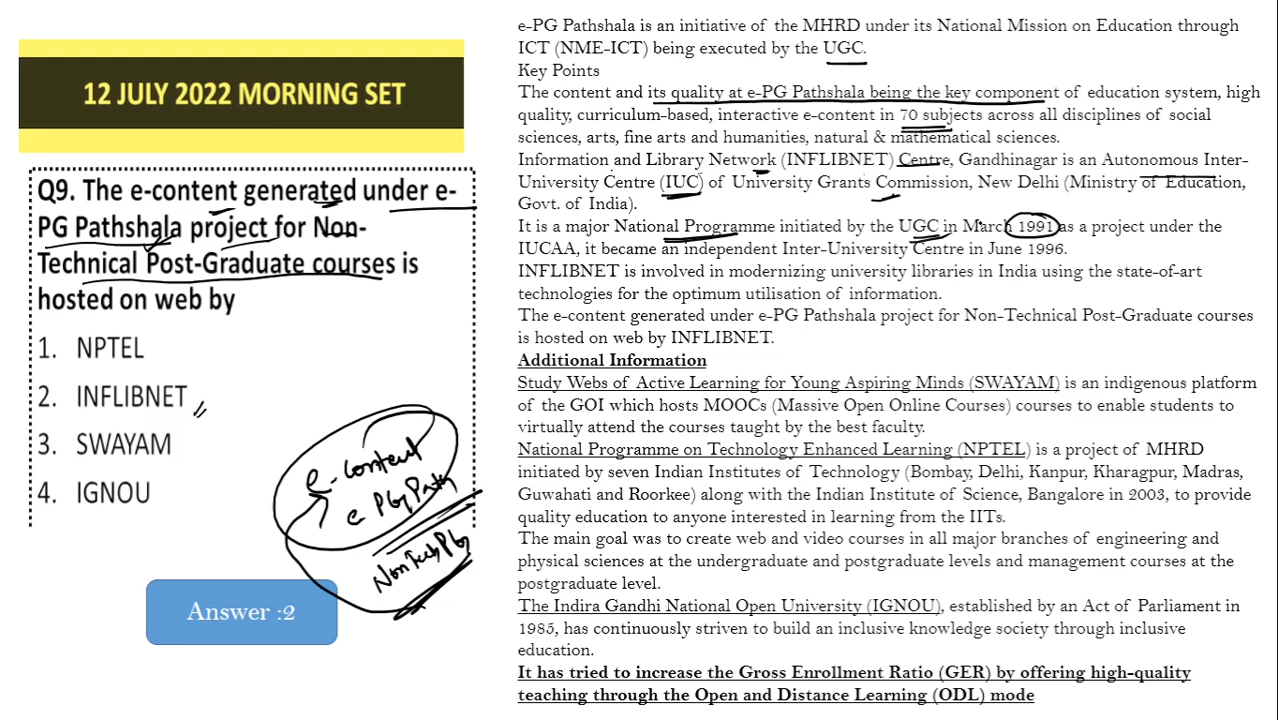 12 JULY 2022 MORNING SET
Q9. The e-content generated under e-
PG Pathshala project for Non-
Technical Post-Graduate courses is
hosted on web by
1. NPTEL
2. INFLIBNET
3. SWAYAM
4. IGNOU
e-content
e PG Path
NonTech PG
Answer :2
e-PG Pathshala is an initiative of the MHRD under its National Mission on Education through
ICT (NME-ICT) being executed by the UGC.
Key Points
The content and its quality at e-PG Pathshala being the key component of education system, high
quality, curriculum-based, interactive e-content in 70 subjects across all disciplines of social
sciences, arts, fine arts and humanities, natural & mathematical sciences.
Information and Library Network (INFLIBNET) Centre, Gandhinagar is an Autonomous Inter-
University Centre (IUC) of University Grants Commission, New Delhi (Ministry of Education,
Govt. of India).
It is a major National Programme initiated by the UGC in March 1991 as a project under the
IUCAA, it became an independent Inter-University Centre in June 1996.
INFLIBNET is involved in modernizing university libraries in India using the state-of-art
technologies for the optimum utilisation of information.
The e-content generated under e-PG Pathshala project for Non-Technical Post-Graduate courses
is hosted on web by INFLIBNET.
Additional Information
Study Webs of Active Learning for Young Aspiring Minds (SWAYAM) is an indigenous platform
of the GOI which hosts MOOCs (Massive Open Online Courses) courses to enable students to
virtually attend the courses taught by the best faculty.
National Programme on Technology Enhanced Learning (NPTEL) is a project of MHRD
initiated by seven Indian Institutes of Technology (Bombay, Delhi, Kanpur, Kharagpur, Madras,
Guwahati and Roorkee) along with the Indian Institute of Science, Bangalore in 2003, to provide
quality education to anyone interested in learning from the IITs.
The main goal was to create web and video courses in all major branches of engineering and
physical sciences at the undergraduate and postgraduate levels and management courses at the
postgraduate level.
The Indira Gandhi National Open University (IGNOU), established by an Act of Parliament in
1985, has continuously striven to build an inclusive knowledge society through inclusive
education.
It has tried to increase the Gross Enrollment Ratio (GER) by offering high-quality
teaching through the Open and Distance Learning (ODL) mode